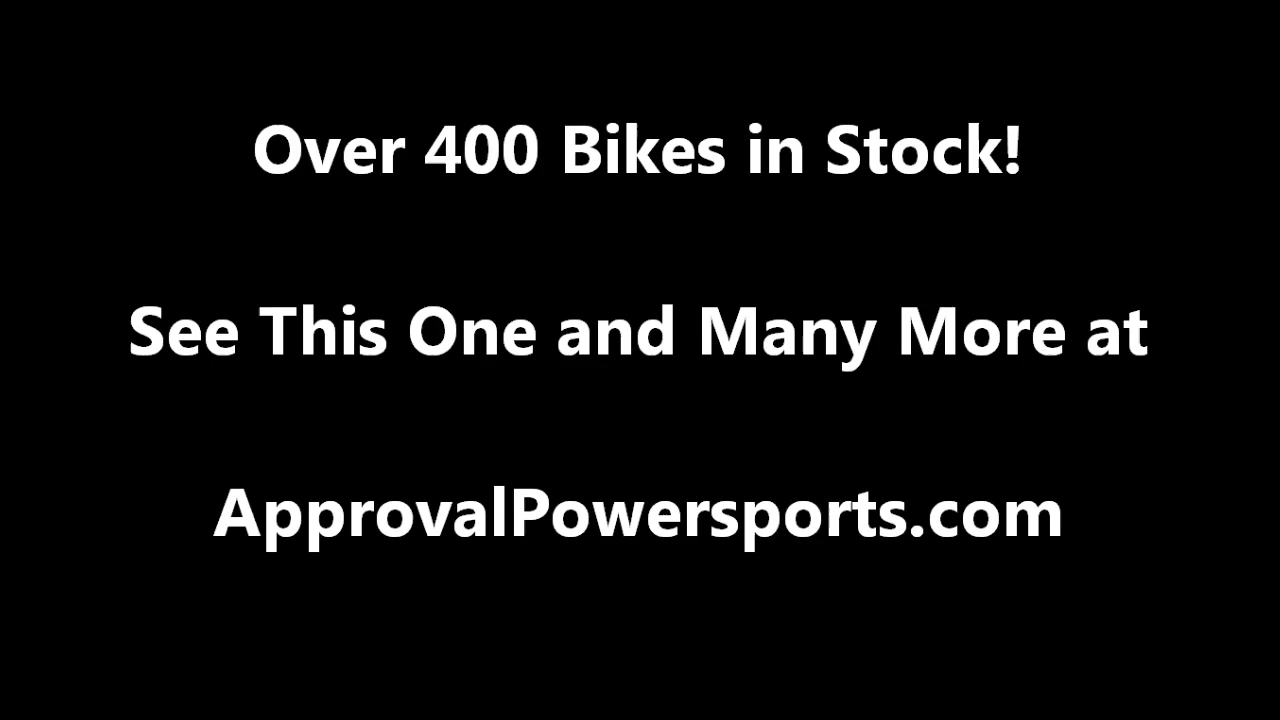 Over 400 Bikes in Stock!
See This One and Many More at
ApprovalPowersports.com